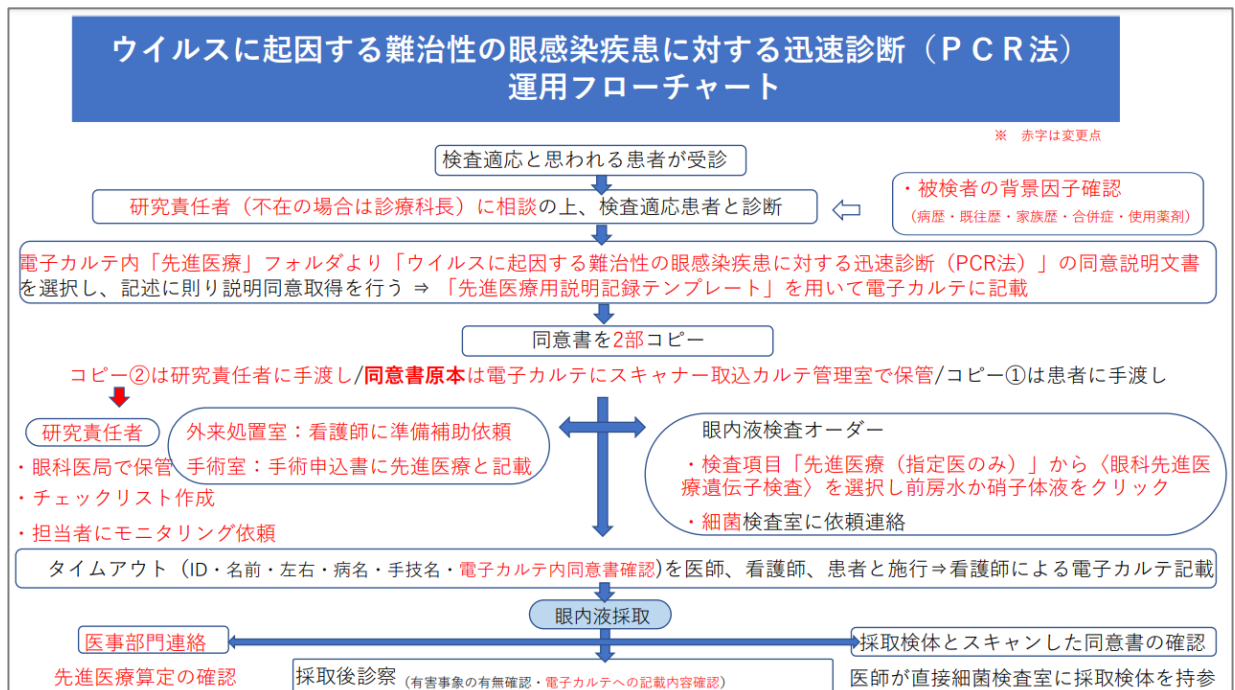 ウイルスに起因する難治性の眼感染疾患に対する迅速診断（ＰＣＲ法）
運用フローチャート
※　赤字は変更点
検査適応と思われる患者が受診
研究責任者（不在の場合は診療科長）に相談の上、検査適応患者と診断
・被検者の背景因子確認
（病歴・既往歴・家族歴・合併症・使用薬剤）
電子カルテ内「先進医療」フォルダより「ウイルスに起因する難治性の眼感染疾患に対する迅速診断（PCR法）」の同意説明文書
を選択し、記述に則り説明同意取得を行う ⇒ 「先進医療用説明記録テンプレート」を用いて電子カルテに記載
同意書を2部コピー
コピー②は研究責任者に手渡し/同意書原本は電子カルテにスキャナー取込カルテ管理室で保管/コピー①は患者に手渡し
研究責任者
・眼科医局で保管
・チェックリスト作成
・担当者にモニタリング依頼
外来処置室：看護師に準備補助依頼
手術室：手術申込書に先進医療と記載
眼内液検査オーダー
・検査項目「先進医療（指定医のみ）」から〈眼科先進医
療遺伝子検査〉を選択し前房水か硝子体液をクリック
・細菌検査室に依頼連絡
タイムアウト（ID・名前・左右・病名・手技名・電子カルテ内同意書確認)を医師、看護師、患者と施行⇒看護師による電子カルテ記載
眼内液採取
医事部門連絡
先進医療算定の確認
採取後診察（有害事象の有無確認・電子カルテへの記載内容確認）
採取検体とスキャンした同意書の確認
医師が直接細菌検査室に採取検体を持参